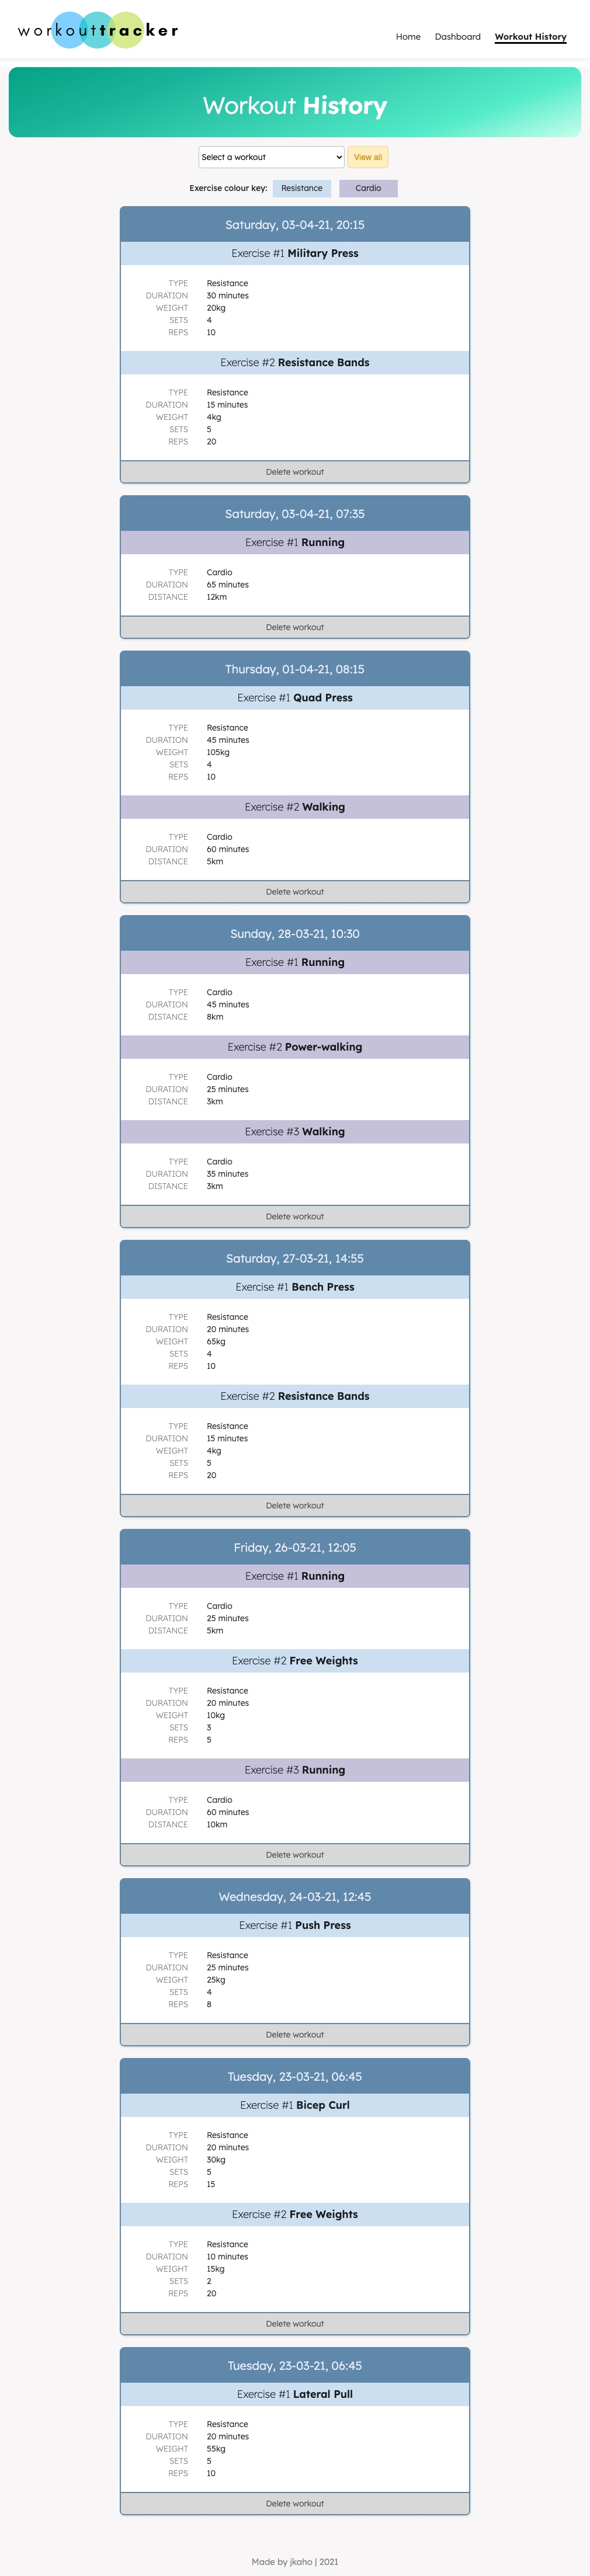 workouttracker
Home Dashboard Workout History
Workout History
Select a workout View all
Exercise colour key: Resistance Cardio
Saturday, 03-04-21, 20:15
Exercise #1 Military Press
TYPE Resistance
DURATION 30 minutes
WEIGHT 20kg
SETS 4
REPS 10
Exercise #2 Resistance Bands
TYPE Resistance
DURATION 15 minutes
WEIGHT 4kg
SETS 5
REPS 20
Delete workout
Saturday, 03-04-21, 07:35
Exercise #1 Running
TYPE Cardio
DURATION 65 minutes
DISTANCE 12km
Delete workout
Thursday, 01-04-21, 08:15
Exercise #1 Quad Press
TYPE Resistance
DURATION 45 minutes
WEIGHT 105kg
SETS 4
REPS 10
Exercise #2 Walking
TYPE Cardio
DURATION 60 minutes
DISTANCE 5km
Delete workout
Sunday, 28-03-21, 10:30
Exercise #1 Running
TYPE Cardio
DURATION 45 minutes
DISTANCE 8km
Exercise #2 Power-walking
TYPE Cardio
DURATION 25 minutes
DISTANCE 3km
Exercise #3 Walking
TYPE Cardio
DURATION 35 minutes
DISTANCE 3km
Delete workout
Saturday, 27-03-21, 14:55
Exercise #1 Bench Press
TYPE Resistance
DURATION 20 minutes
WEIGHT 65kg
SETS 4
REPS 10
Exercise #2 Resistance Bands
TYPE Resistance
DURATION 15 minutes
WEIGHT 4kg
SETS 5
REPS 20
Delete workout
Friday, 26-03-21, 12:05
Exercise #1 Running
TYPE Cardio
DURATION 25 minutes
DISTANCE 5km
Exercise #2 Free Weights
TYPE Resistance
DURATION 20 minutes
WEIGHT 10kg
SETS 3
REPS 5
Exercise #3 Running
TYPE Cardio
DURATION 60 minutes
DISTANCE 10km
Delete workout
Wednesday, 24-03-21, 12:45
Exercise #1 Push Press
TYPE Resistance
DURATION 25 minutes
WEIGHT 25kg
SETS 4
REPS 8
Delete workout
Tuesday, 23-03-21, 06:45
Exercise #1 Bicep Curl
TYPE Resistance
DURATION 20 minutes
WEIGHT 30kg
SETS 5
REPS 15
Exercise #2 Free Weights
TYPE Resistance
DURATION 10 minutes
WEIGHT 15kg
SETS 2
REPS 20
Delete workout
Tuesday, 23-03-21, 06:45
Exercise #1 Lateral Pull
TYPE Resistance
DURATION 20 minutes
WEIGHT 55kg
SETS 5
REPS 10
Delete workout
Made by jkaho | 2021